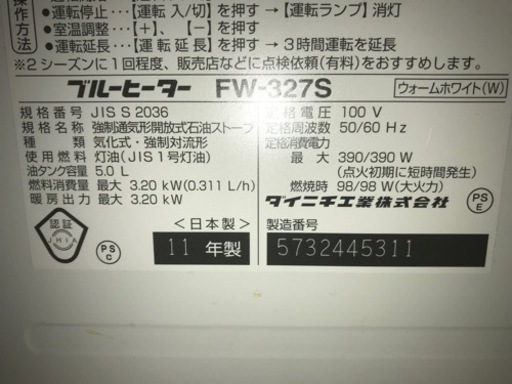 操作方法
●運転停止…【運転 入/切】を押す→【運転ランプ】消灯
●室温調整…【+】、【−】を押す
●運転延長…【運転延長】を押す→3時間運転を延長
※2シーズンに1回程度、販売店などに点検依頼(有料)をおすすめします。
ブルーヒーター FW-327S ウォームホワイト(W)
規格番号 JIS S 2036
規格名称 強制通気形開放式石油ストーブ
型式 気化式・強制対流形
使用燃料 灯油(JIS 1号灯油)
油タンク容量 5.0 L
燃料消費量 最大 3.20 kW(0.311 L/h)
暖房出力 最大 3.20 kW
定格電圧 100 V
定格周波数 50/60 Hz
定格消費電力
最大 390/390 W
(点火初期に短時間発生)
燃焼時 98/98 W(大火力)
ダイニチ工業株式会社
PS E
認証
JHIA
PS C
<日本製>
11 年製
製造番号
5732445311